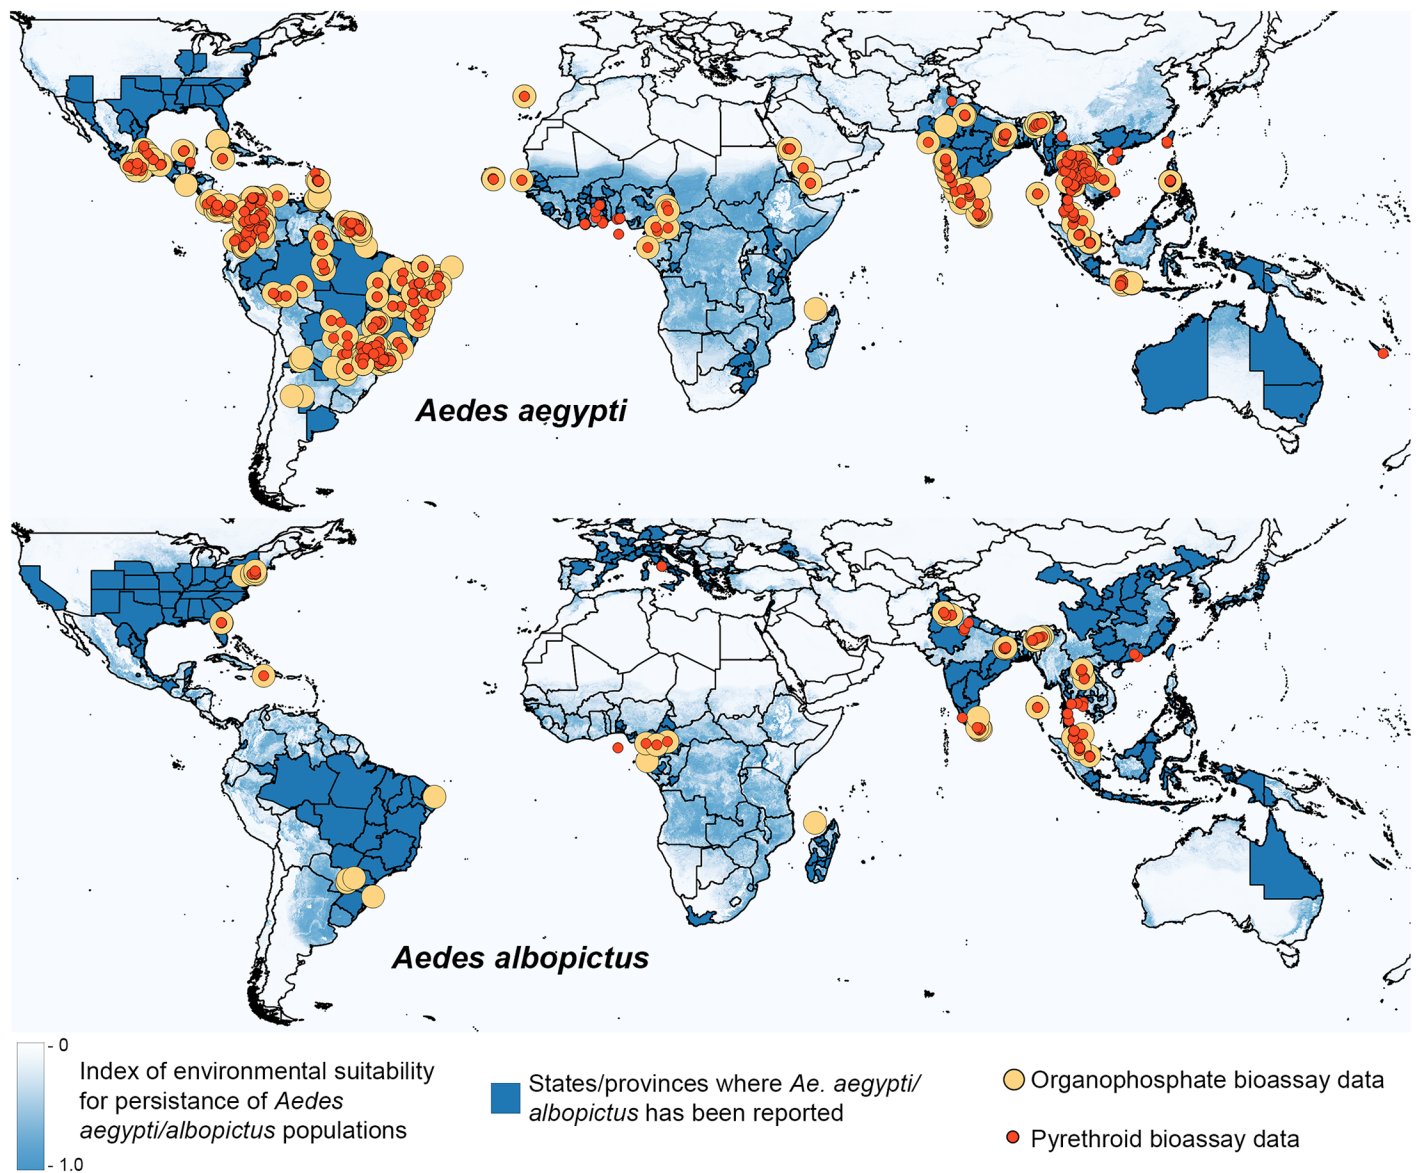 Aedes aegypti
Aedes albopictus
- 0
Index of environmental suitability
for persistance of Aedes
aegypti/albopictus populations
- 1.0
States/provinces where Ae. aegypti/
albopictus has been reported
Organophosphate bioassay data
Pyrethroid bioassay data